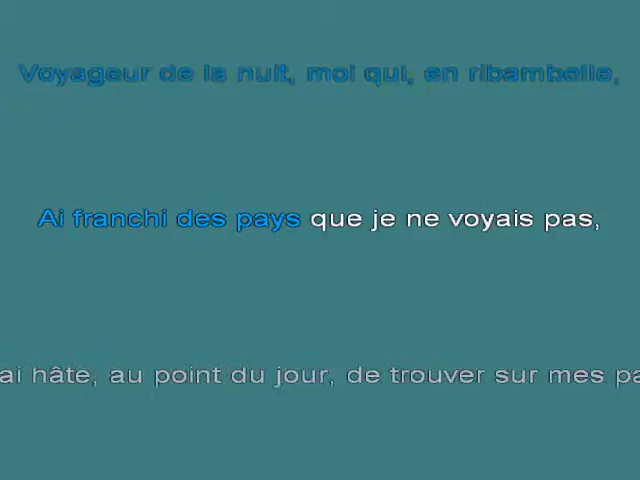 Voyageur de la nuit, moi qui, en ribambelle,
Ai franchi des pays que je ne voyais pas,
ai hâte, au point du jour, de trouver sur mes pa